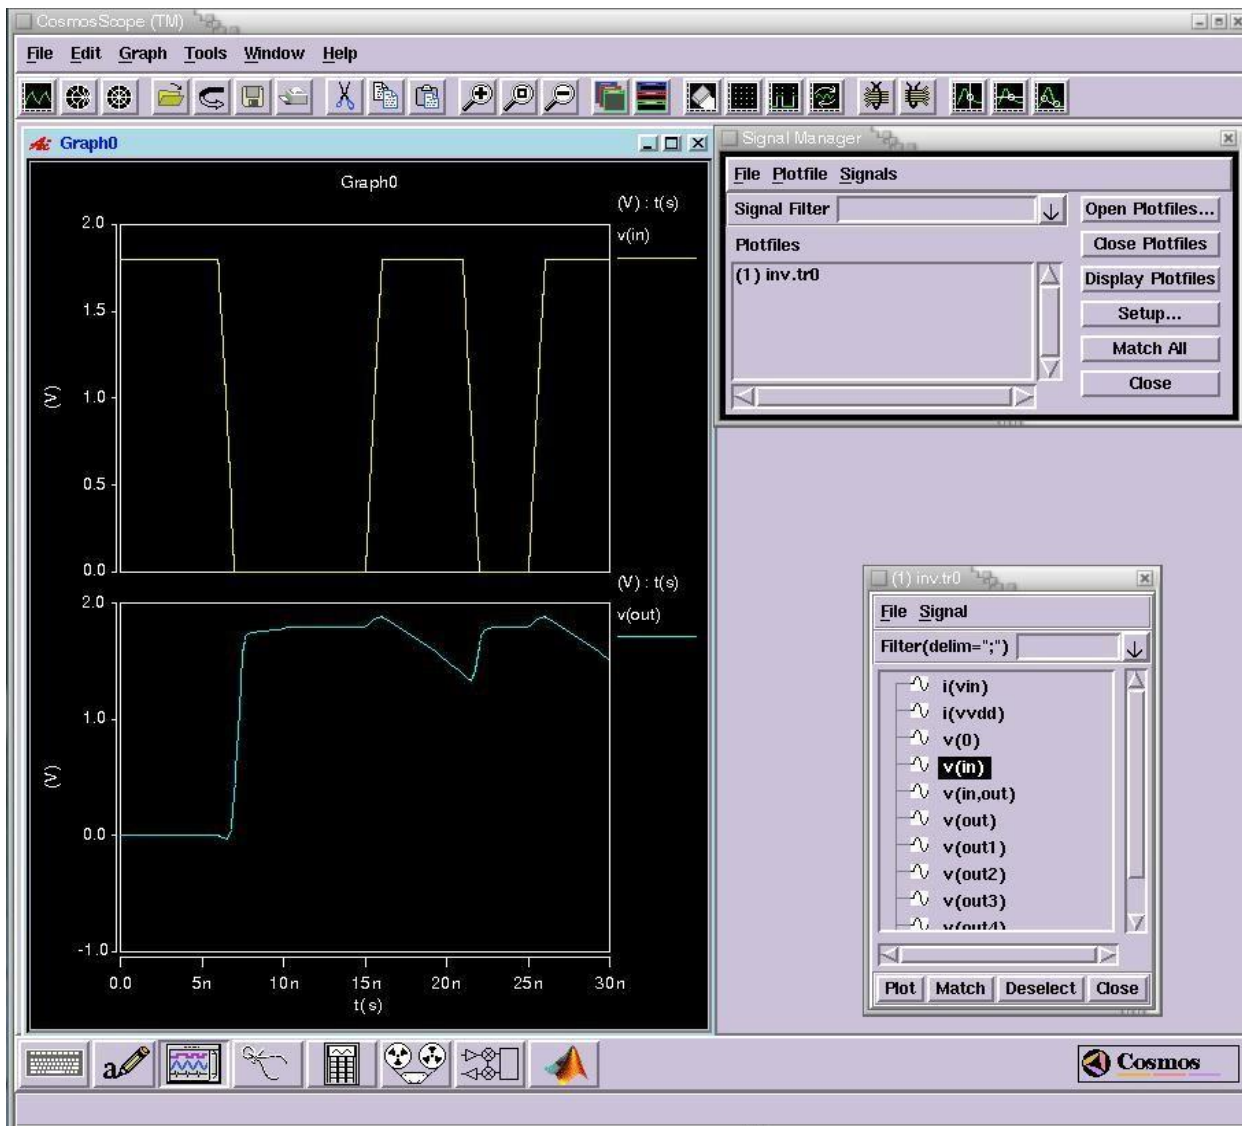 CosmosScope (TM)
File Edit Graph Tools Window Help
Graph0
Graph0
(V) : t(s)
v(in)
2.0
1.5
1.0
0.5
0.0
(V)
(V) : t(s)
v(out)
2.0
1.0
0.0
-1.0
(V)
0.0 5n 10n 15n 20n 25n 30n
t(s)
Signal Manager
File Plotfile Signals
Signal Filter
Open Plotfiles...
Plotfiles
Close Plotfiles
(1) inv.tr0
Display Plotfiles
Setup...
Match All
Close
(1) inv.tr0
File Signal
Filter(delim=";")
i(vin)
i(vvdd)
v(0)
v(in)
v(in,out)
v(out)
v(out1)
v(out2)
v(out3)
v(out4)
Plot Match Deselect Close
a
Cosmos